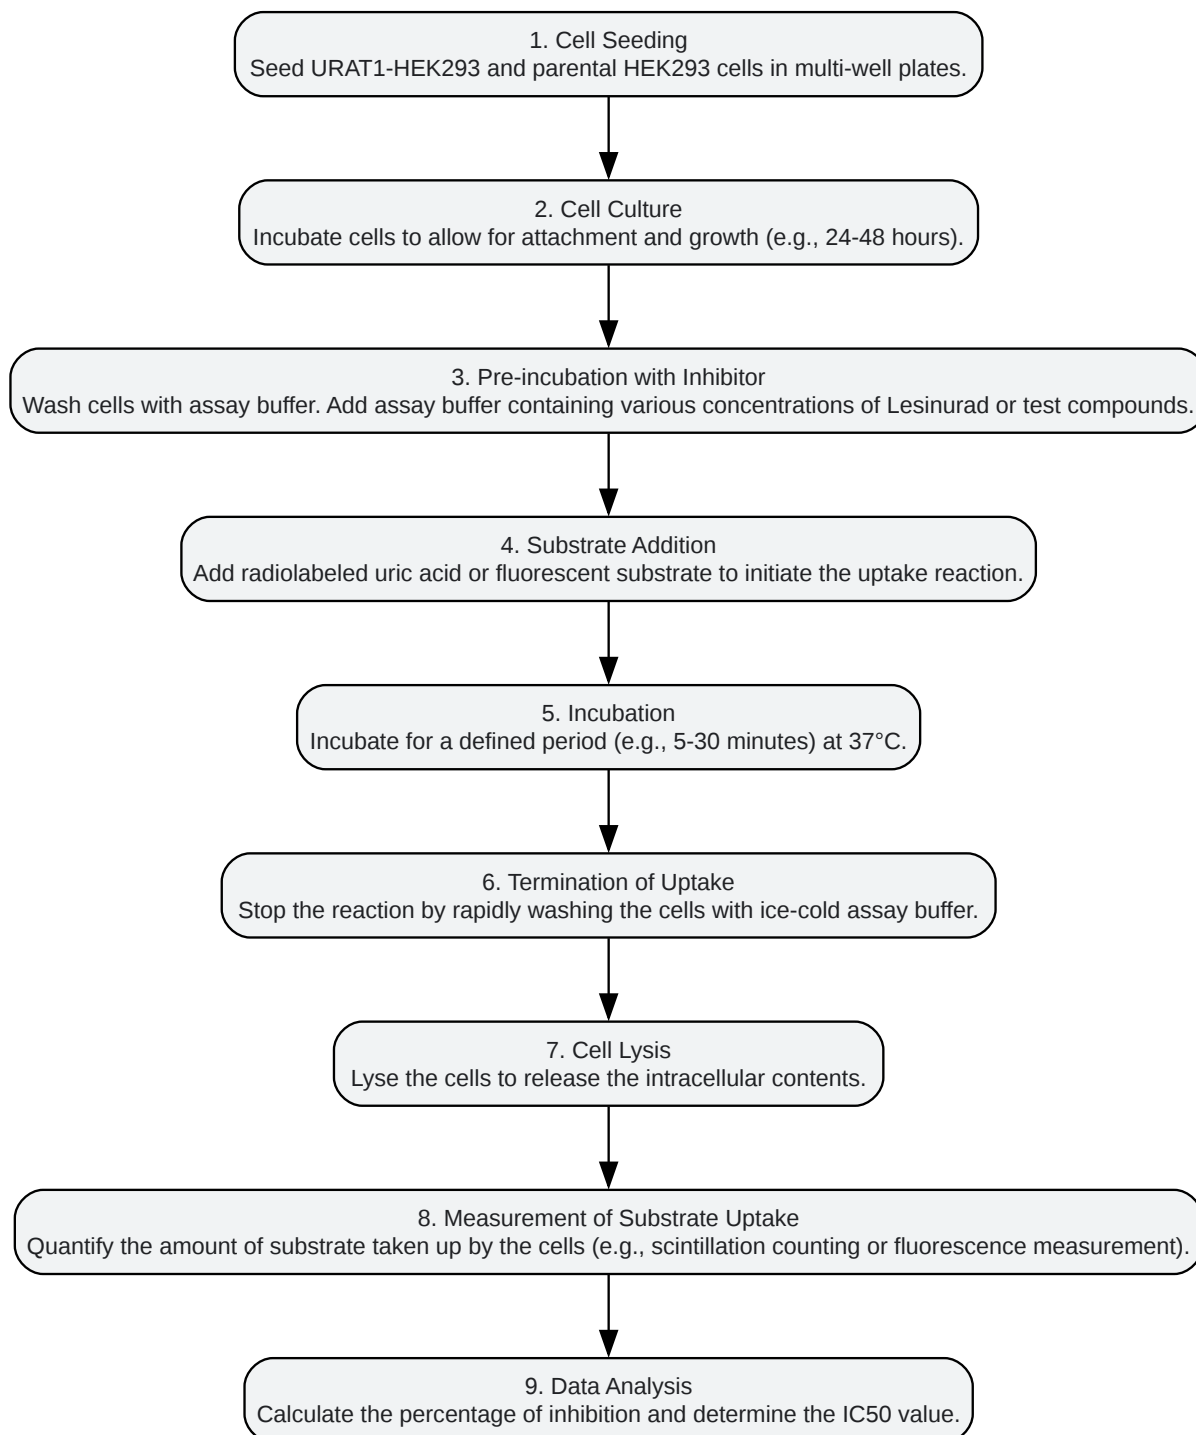 1. Cell Seeding
Seed URAT1-HEK293 and parental HEK293 cells in multi-well plates.
2. Cell Culture
Incubate cells to allow for attachment and growth (e.g., 24-48 hours).
3. Pre-incubation with Inhibitor
Wash cells with assay buffer. Add assay buffer containing various concentrations of Lesinurad or test compounds.
4. Substrate Addition
Add radiolabeled uric acid or fluorescent substrate to initiate the uptake reaction.
5. Incubation
Incubate for a defined period (e.g., 5-30 minutes) at 37°C.
6. Termination of Uptake
Stop the reaction by rapidly washing the cells with ice-cold assay buffer.
7. Cell Lysis
Lyse the cells to release the intracellular contents.
8. Measurement of Substrate Uptake
Quantify the amount of substrate taken up by the cells (e.g., scintillation counting or fluorescence measurement).
9. Data Analysis
Calculate the percentage of inhibition and determine the IC50 value.